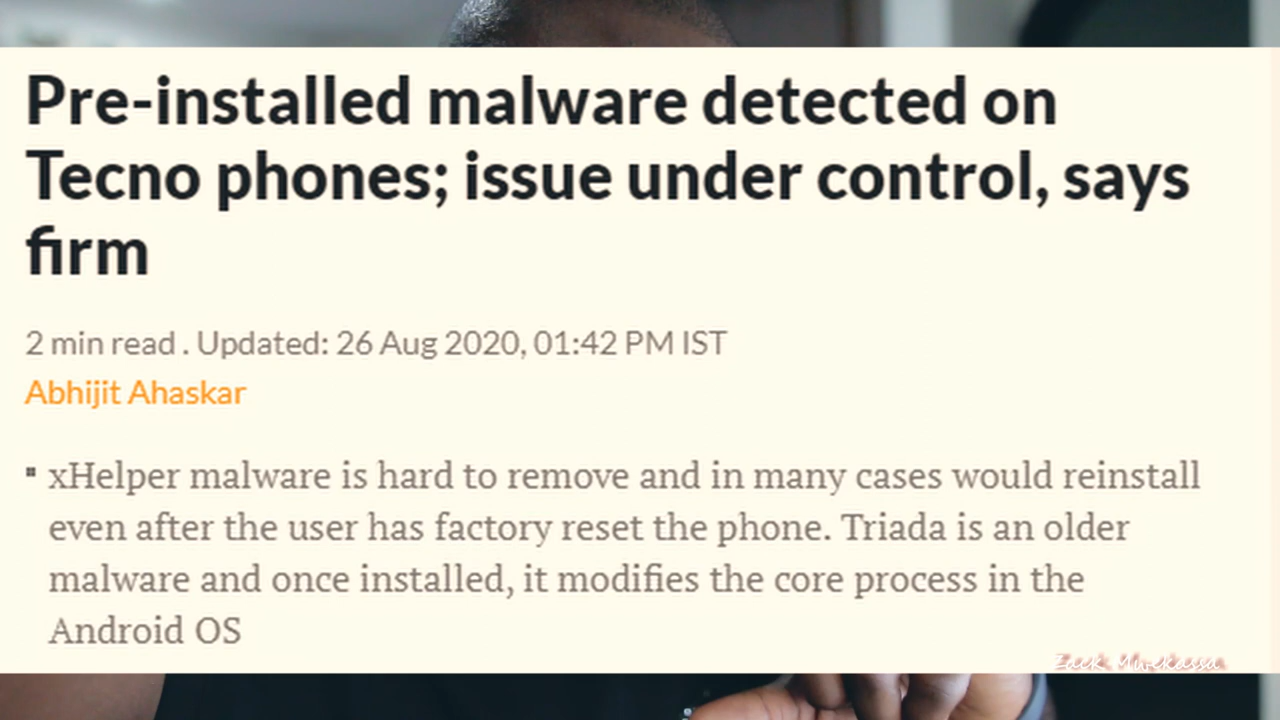 Pre-installed malware detected on
Tecno phones; issue under control, says
firm
2 min read . Updated: 26 Aug 2020, 01:42 PM IST
Abhijit Ahaskar
▪ xHelper malware is hard to remove and in many cases would reinstall
even after the user has factory reset the phone. Triada is an older
malware and once installed, it modifies the core process in the
Android OS
Zack Murekassa